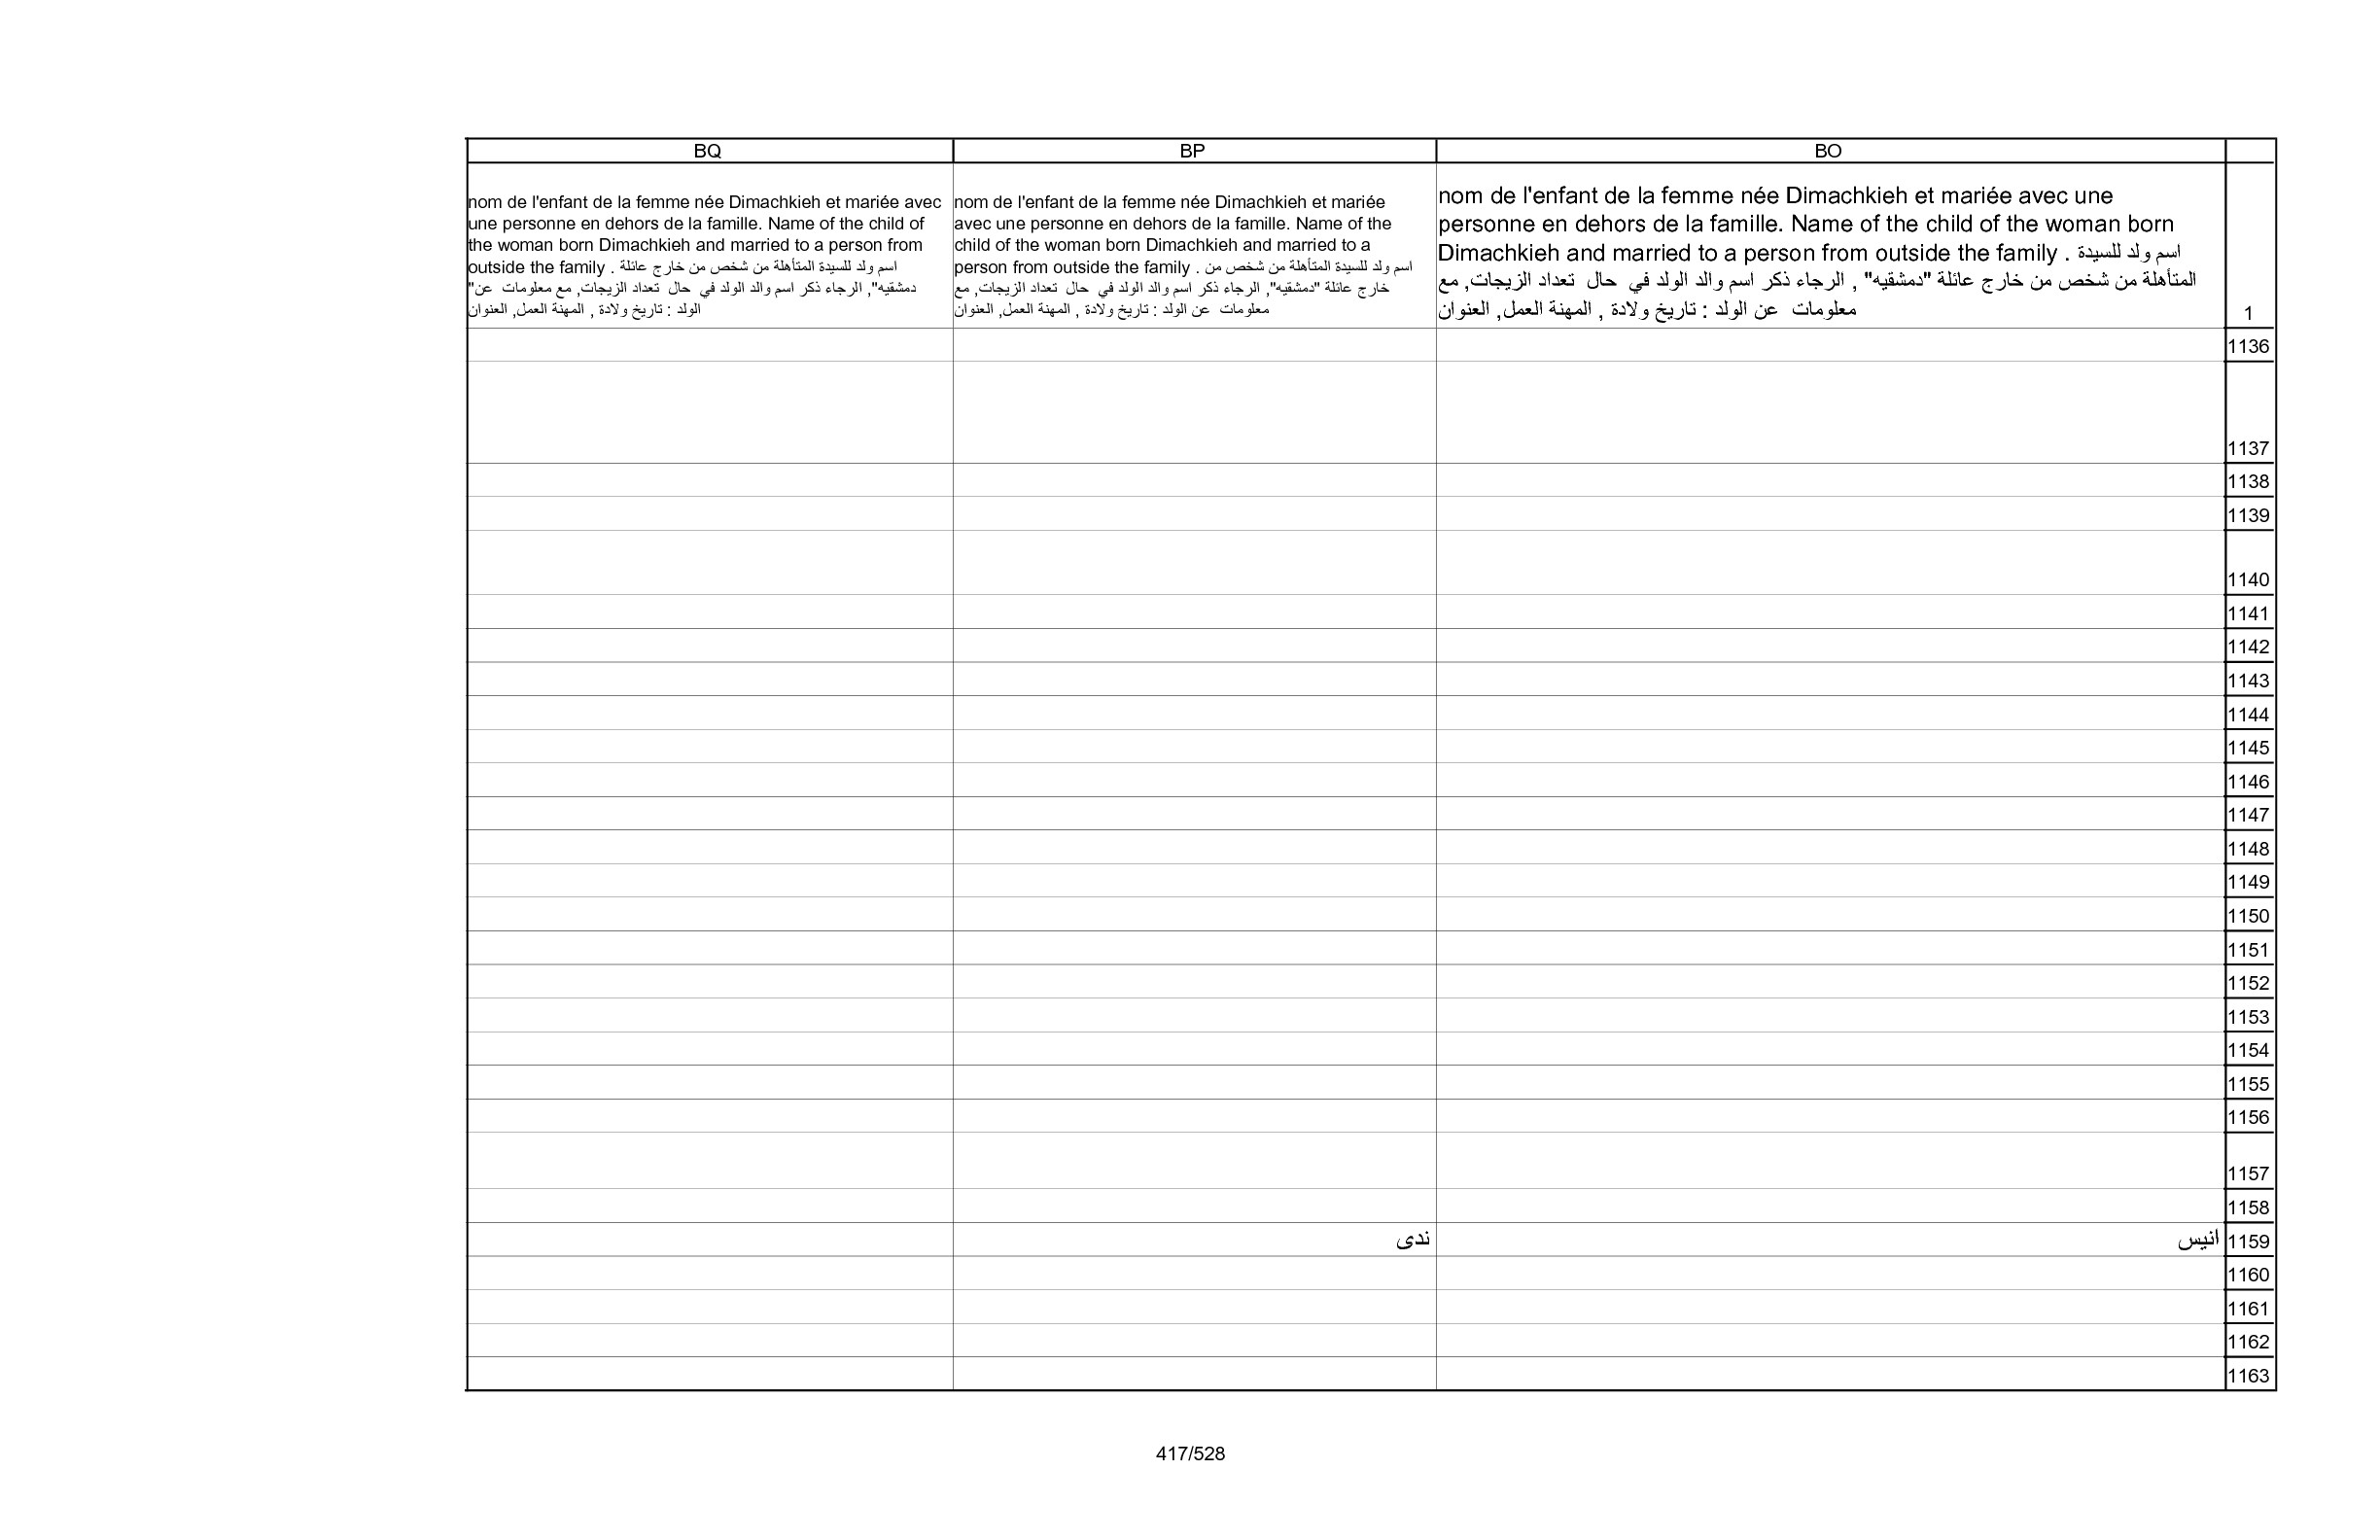 BQ BP BO
nom de l'enfant de la femme née Dimachkieh et mariée avec
une personne en dehors de la famille. Name of the child of
the woman born Dimachkieh and married to a person from
outside the family . اسم ولد للسيدة المتأهلة من شخص من خارج عائلة
"دمشقيه", الرجاء ذكر اسم والد الولد في حال تعداد الزيجات, مع معلومات عن
الولد : تاريخ ولادة , المهنة العمل, العنوان
nom de l'enfant de la femme née Dimachkieh et mariée
avec une personne en dehors de la famille. Name of the
child of the woman born Dimachkieh and married to a
person from outside the family . اسم ولد للسيدة المتأهلة من شخص من
خارج عائلة "دمشقيه", الرجاء ذكر اسم والد الولد في حال تعداد الزيجات, مع
معلومات عن الولد : تاريخ ولادة , المهنة العمل, العنوان
nom de l'enfant de la femme née Dimachkieh et mariée avec une
personne en dehors de la famille. Name of the child of the woman born
Dimachkieh and married to a person from outside the family . اسم ولد للسيدة
المتأهلة من شخص من خارج عائلة "دمشقيه" , الرجاء ذكر اسم والد الولد في حال تعداد الزيجات, مع
معلومات عن الولد : تاريخ ولادة , المهنة العمل, العنوان
1
1136
1137
1138
1139
1140
1141
1142
1143
1144
1145
1146
1147
1148
1149
1150
1151
1152
1153
1154
1155
1156
1157
1158
ندى انيس 1159
1160
1161
1162
1163
417/528